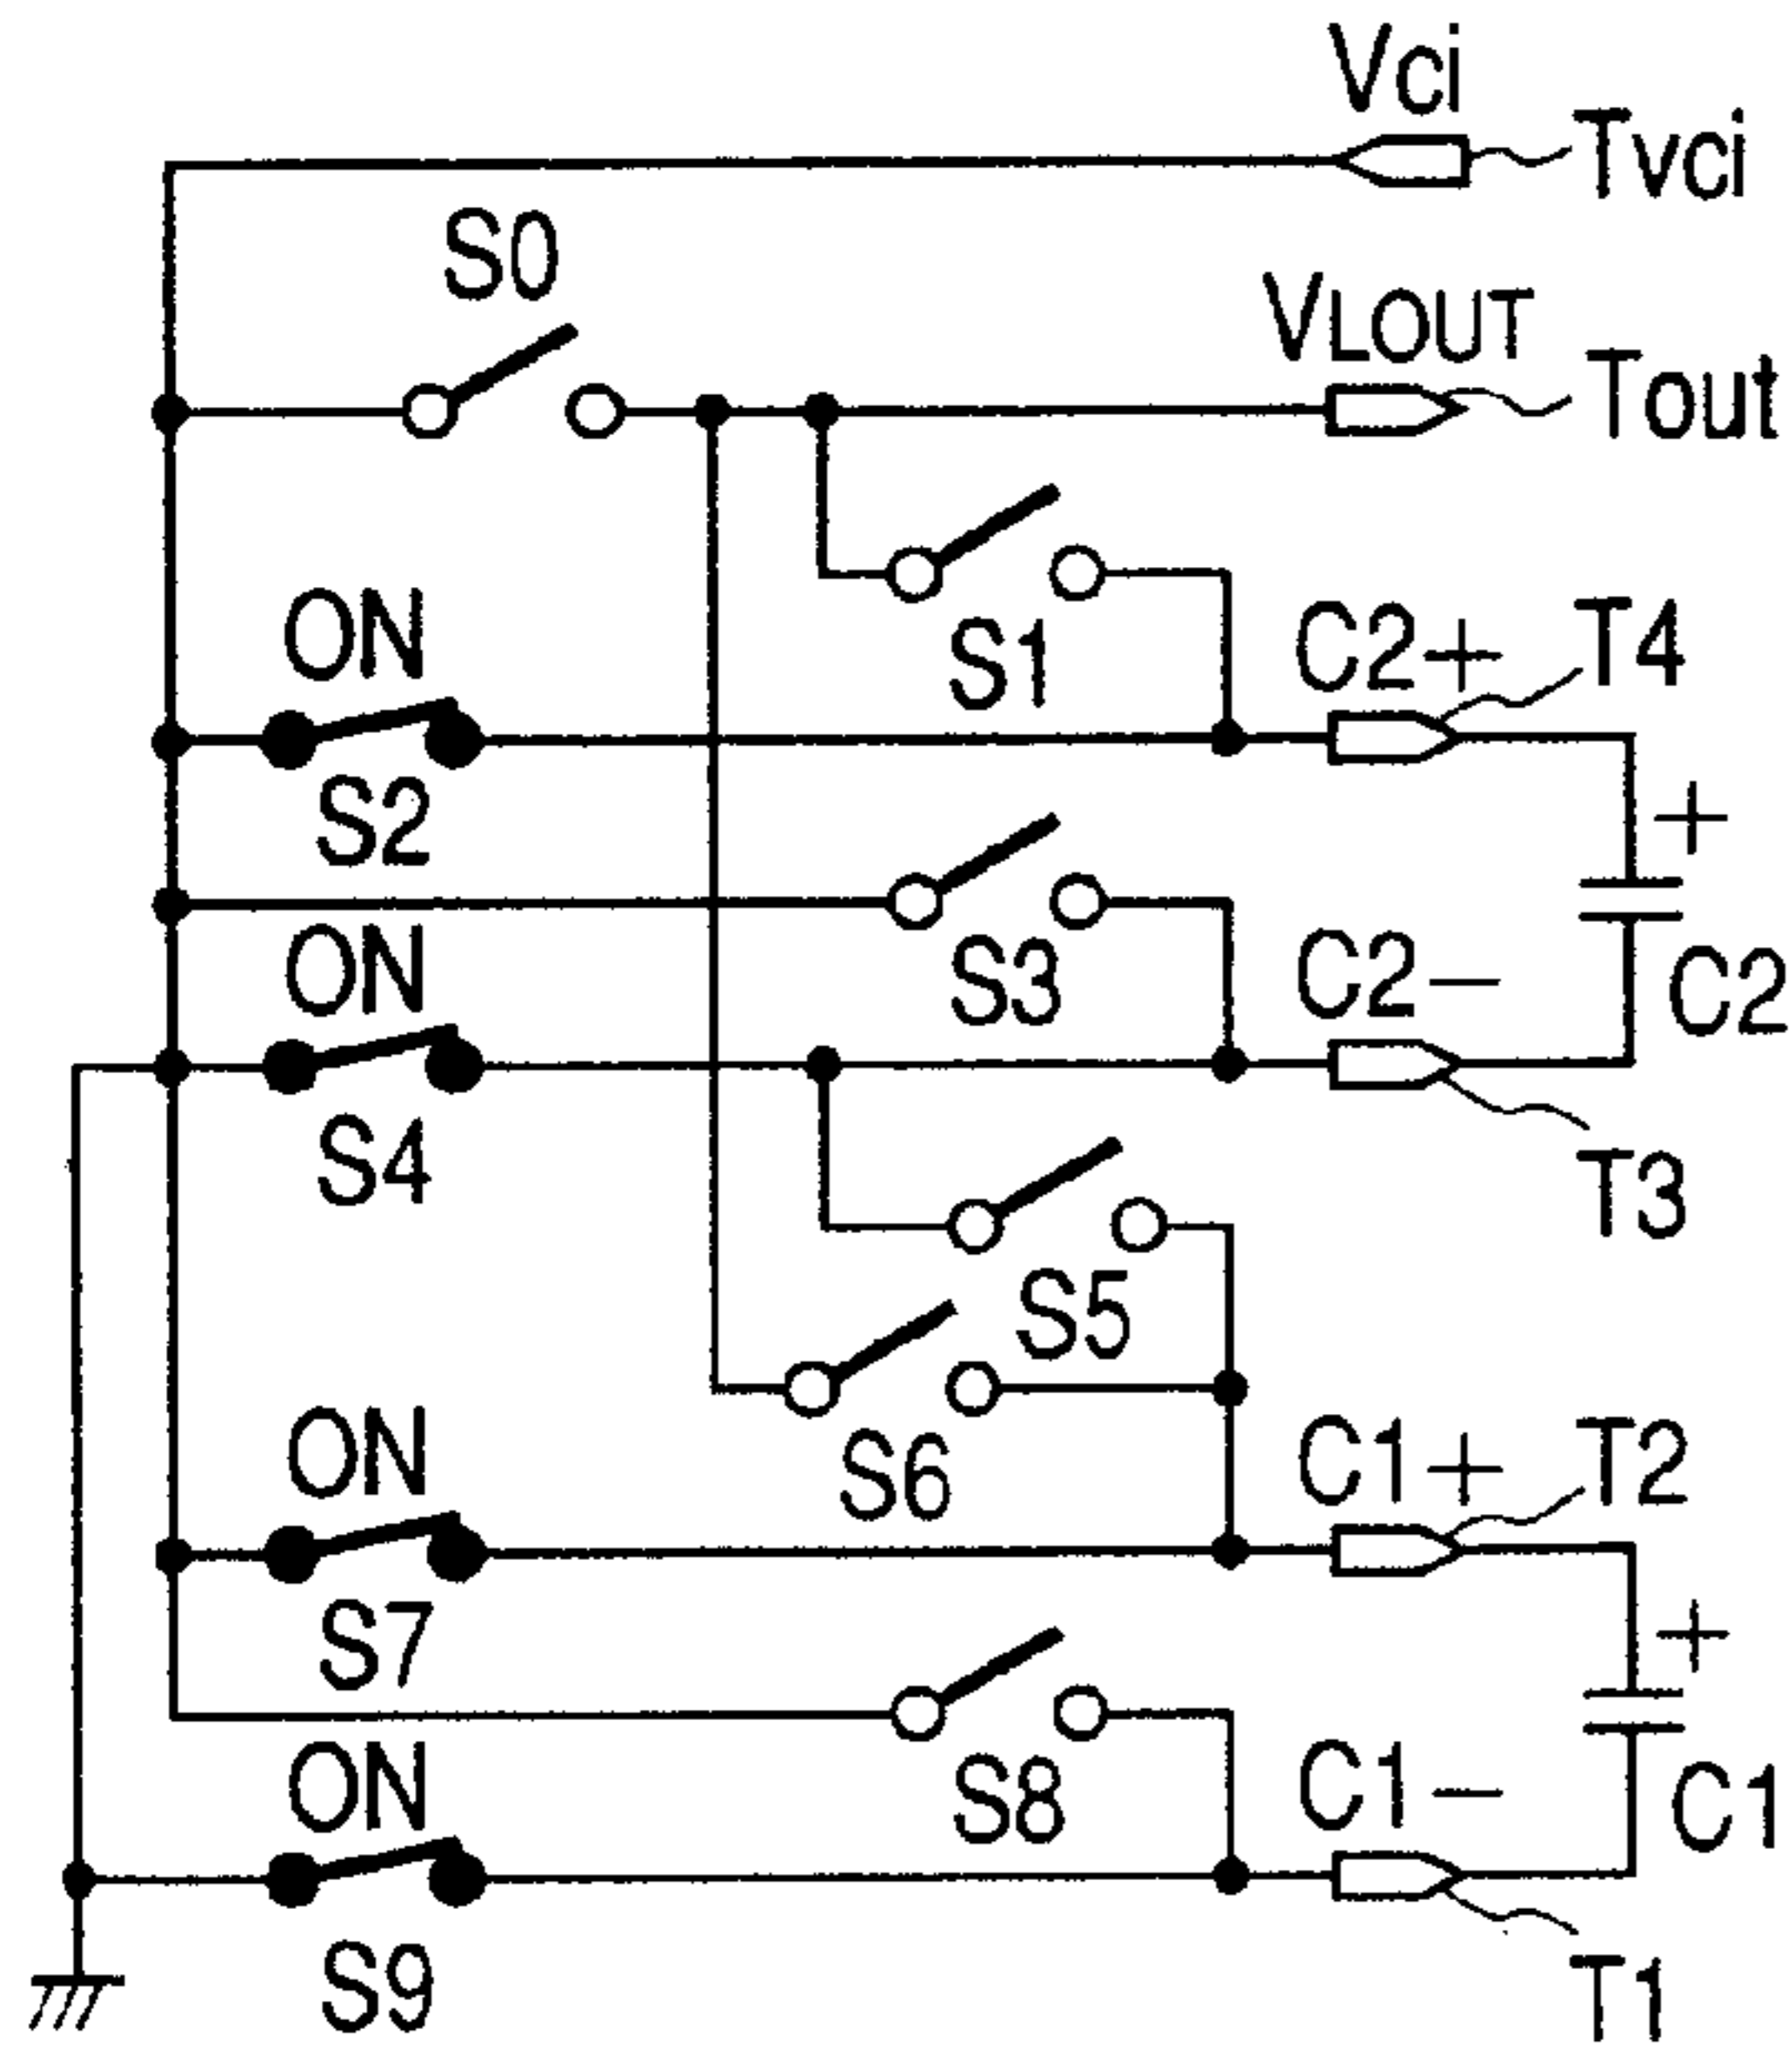 Vci
Tvci
S0
VLOUT
Tout
ON
S1
C2+
T4
S2
+
ON
S3
C2-
C2
S4
T3
S5
ON
S6
C1+
T2
S7
+
ON
S8
C1-
C1
S9
T1